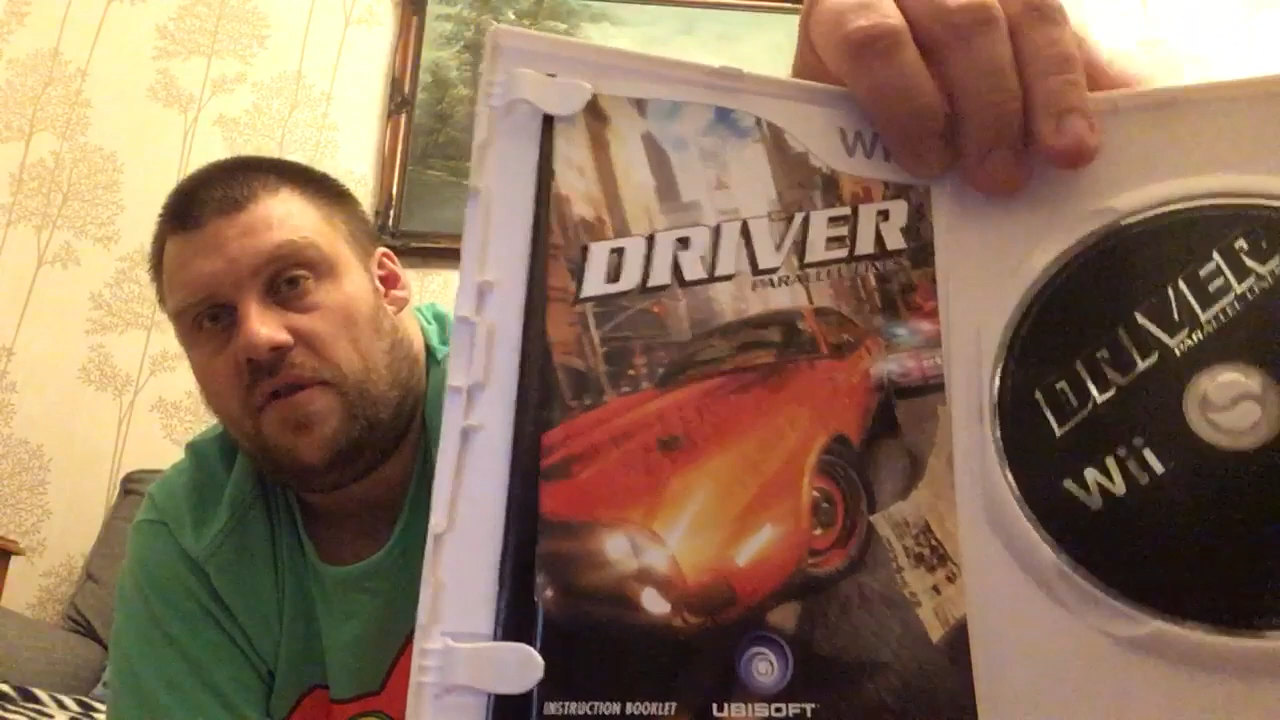 Wii
DRIVER
PARALLEL LINES
INSTRUCTION BOOKLET
UBISOFT
DRIVER
PARALLEL LINES
Wii